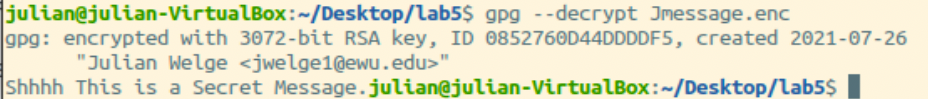 julian@julian-VirtualBox:~/Desktop/lab5$ gpg --decrypt Jmessage.enc
gpg: encrypted with 3072-bit RSA key, ID 0852760D44DDDDF5, created 2021-07-26
"Julian Welge <jwelge1@ewu.edu>"
Shhhh This is a Secret Message.julian@julian-VirtualBox:~/Desktop/lab5$